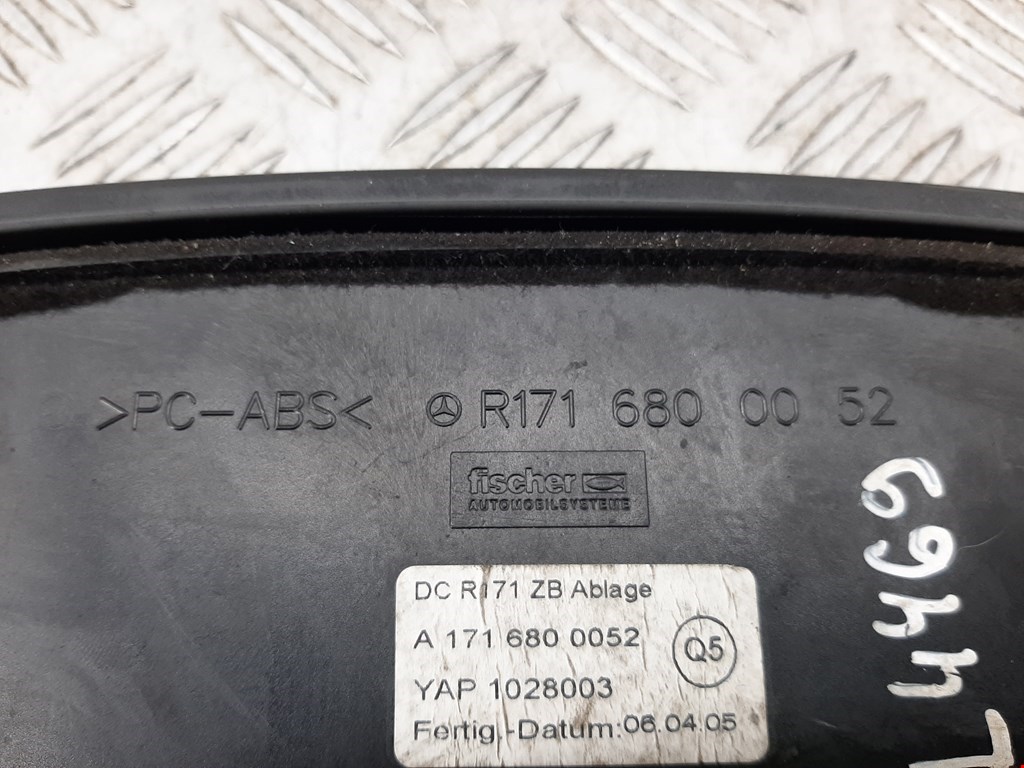 >PC-ABS< R171 680 00 52
fischer
AUTOMOBILSYSTEME
DC R171 ZB Ablage
A 171 680 0052
Q5
YAP 1028003
Fertig.-Datum:06.04.05